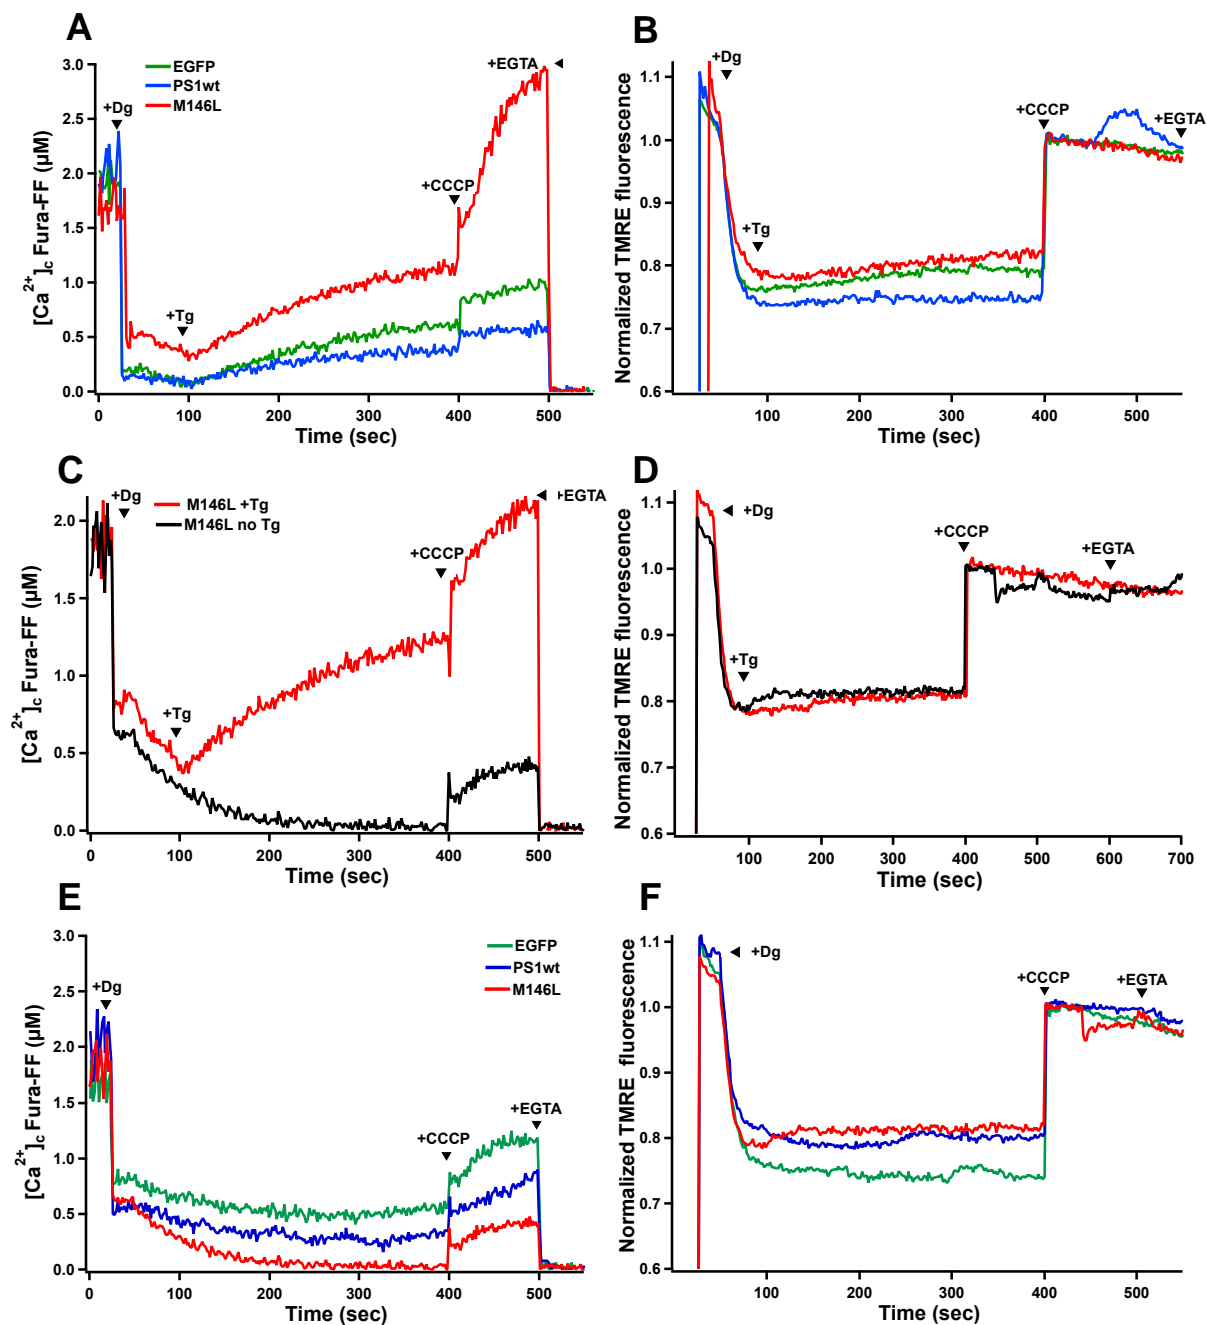 A
EGFP
PS1wt
M146L
+Dg
+Tg
+CCCP
+EGTA
[Ca2+]c Fura-FF (µM)
3.0
2.5
2.0
1.5
1.0
0.5
0.0
0 100 200 300 400 500
Time (sec)
B
+Dg
+Tg
+CCCP
+EGTA
Normalized TMRE fluorescence
1.1
1.0
0.9
0.8
0.7
0.6
100 200 300 400 500
Time (sec)
C
+Dg
M146L +Tg
M146L no Tg
+Tg
+CCCP
+EGTA
[Ca2+]c Fura-FF (µM)
2.0
1.5
1.0
0.5
0.0
0 100 200 300 400 500
Time (sec)
D
+Dg
+Tg
+CCCP
+EGTA
Normalized TMRE fluorescence
1.1
1.0
0.9
0.8
0.7
0.6
100 200 300 400 500 600 700
Time (sec)
E
EGFP
PS1wt
M146L
+Dg
+CCCP
+EGTA
[Ca2+]c Fura-FF (µM)
3.0
2.5
2.0
1.5
1.0
0.5
0.0
0 100 200 300 400 500
Time (sec)
F
+Dg
+CCCP
+EGTA
Normalized TMRE fluorescence
1.1
1.0
0.9
0.8
0.7
0.6
100 200 300 400 500
Time (sec)